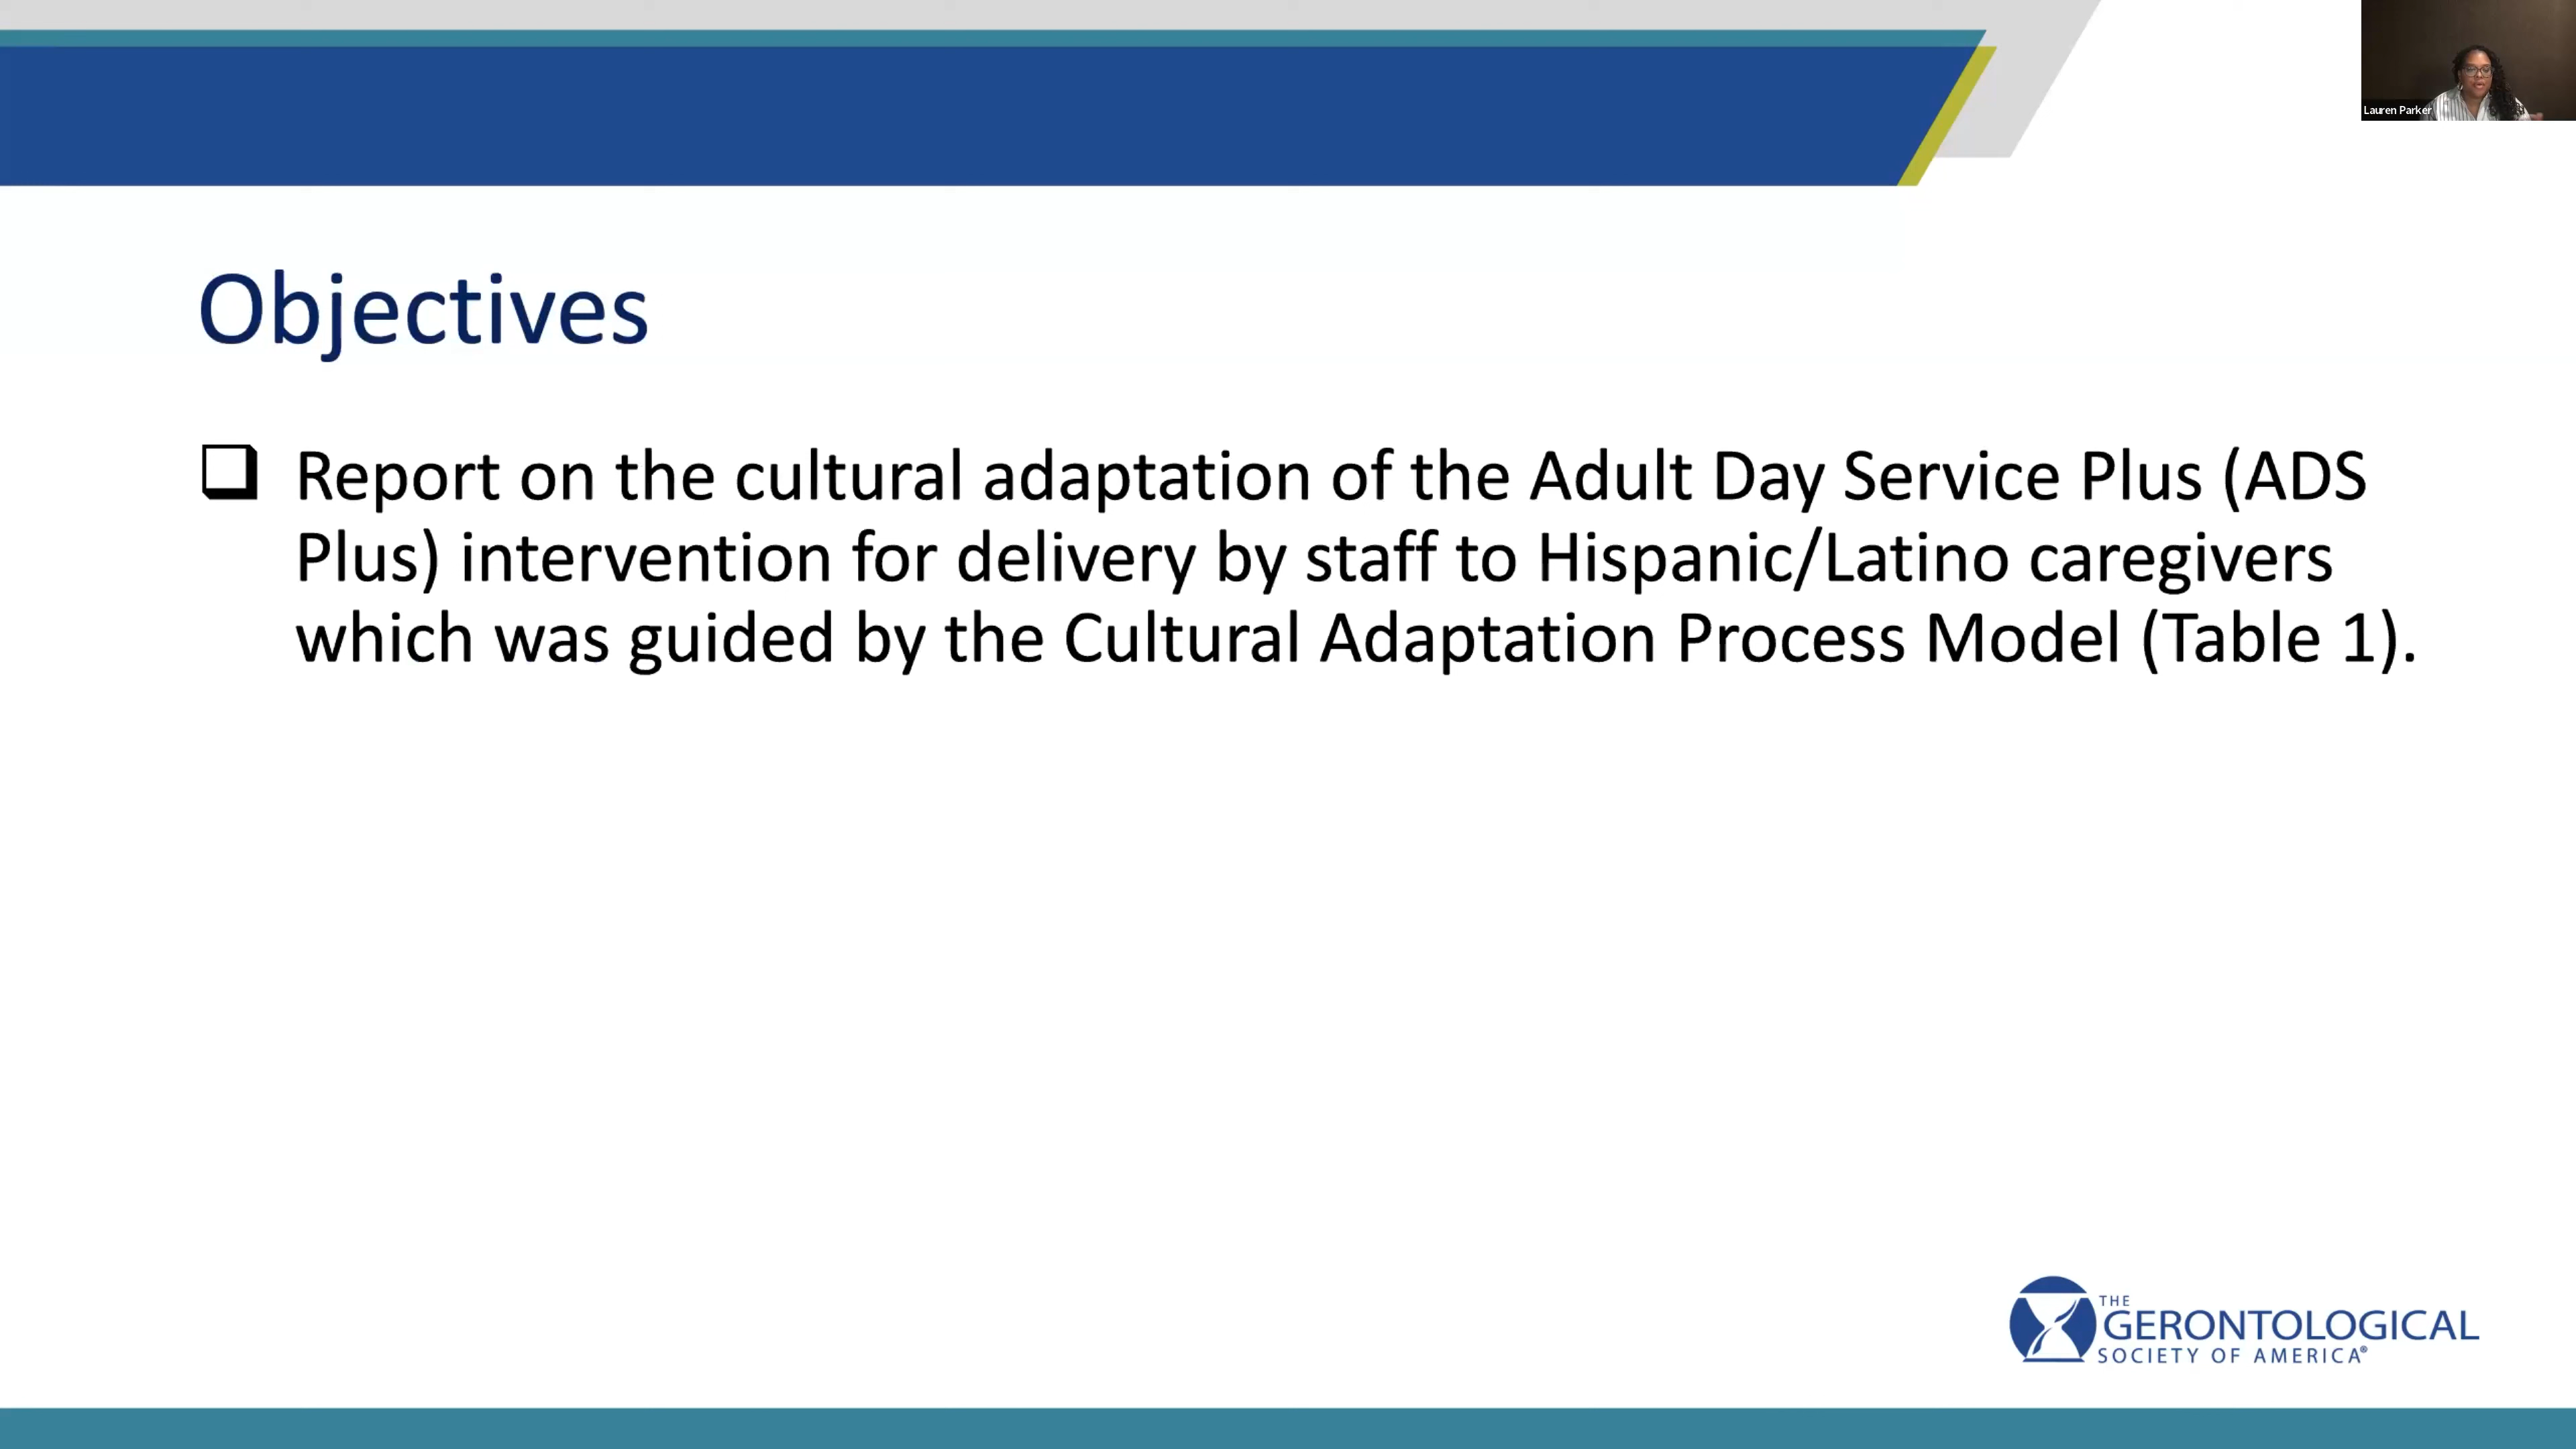 Lauren Parker
Objectives
❑ Report on the cultural adaptation of the Adult Day Service Plus (ADS
Plus) intervention for delivery by staff to Hispanic/Latino caregivers
which was guided by the Cultural Adaptation Process Model (Table 1).
THE
GERONTOLOGICAL
SOCIETY OF AMERICA®